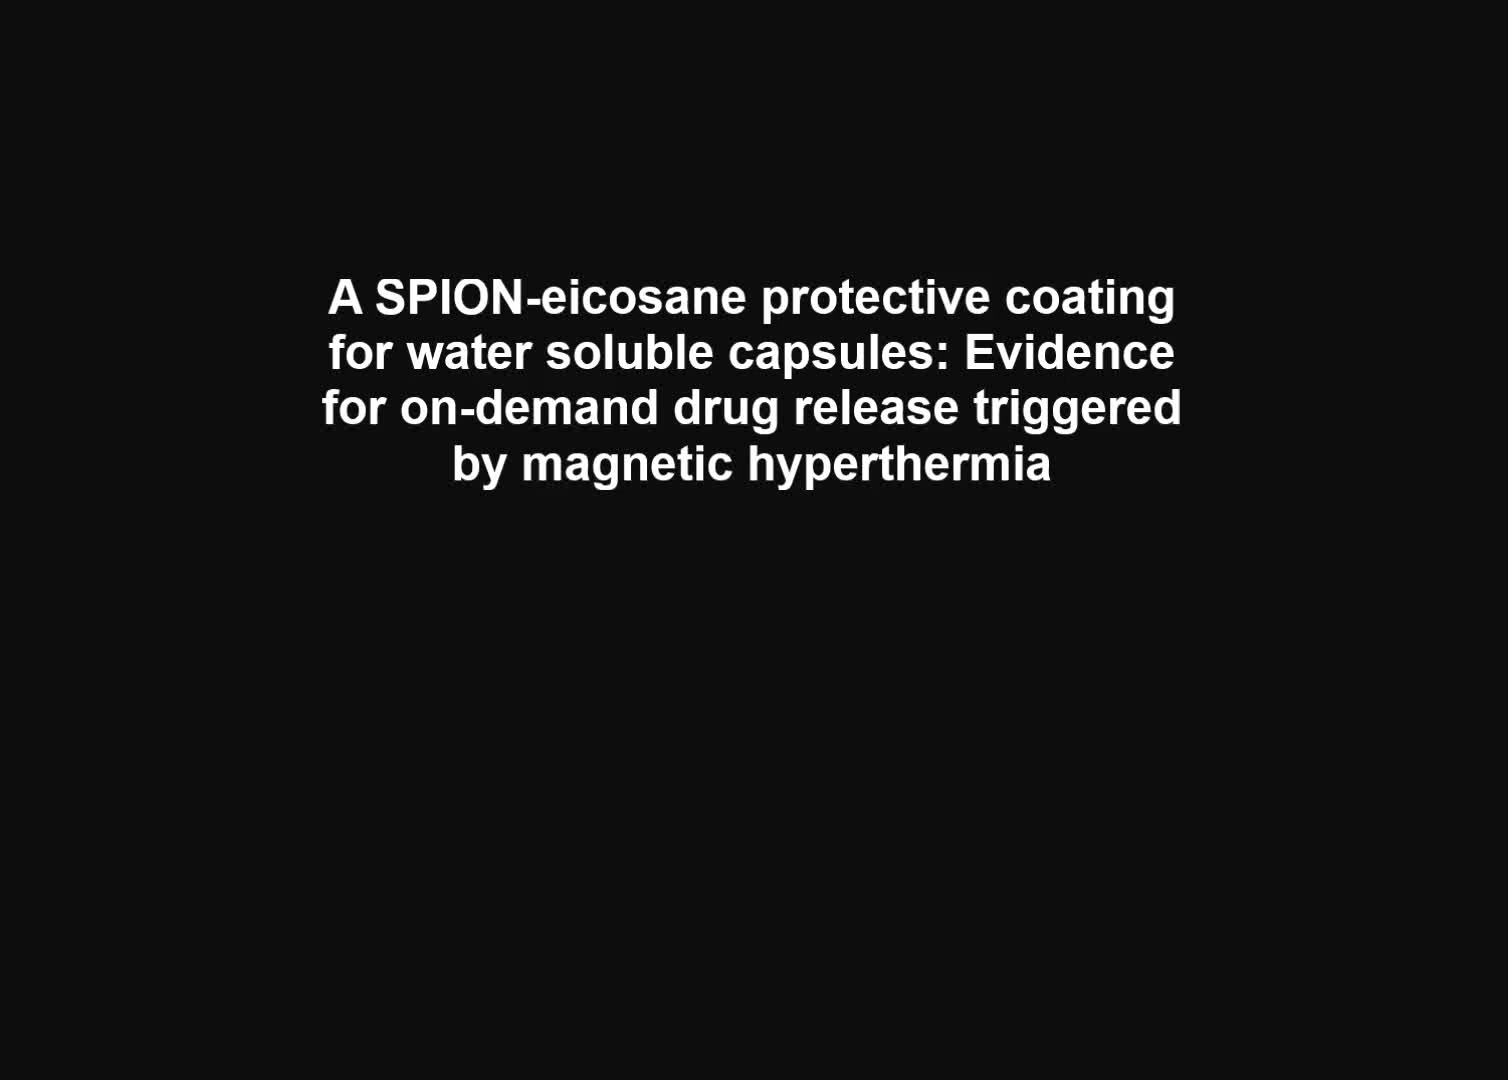 A SPION-eicosane protective coating
for water soluble capsules: Evidence
for on-demand drug release triggered
by magnetic hyperthermia